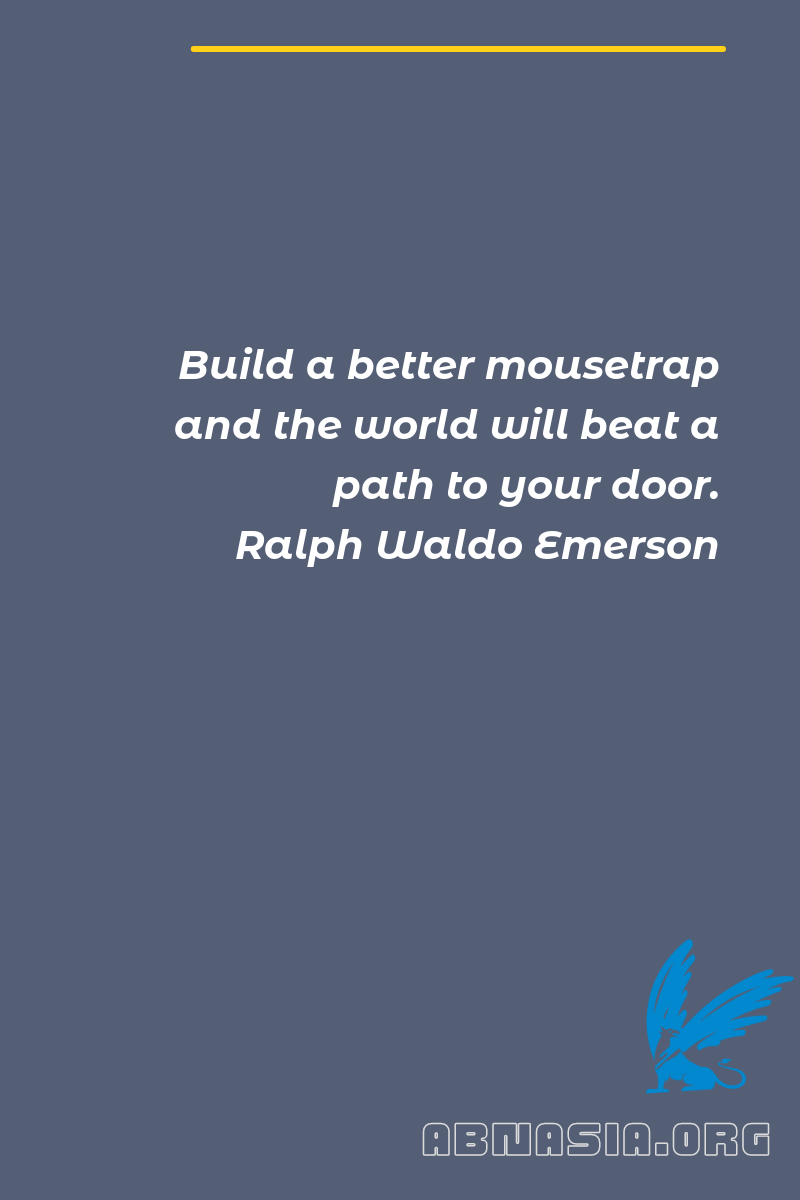 Build a better mousetrap
and the world will beat a
path to your door.
Ralph Waldo Emerson
ABNASIA.ORG